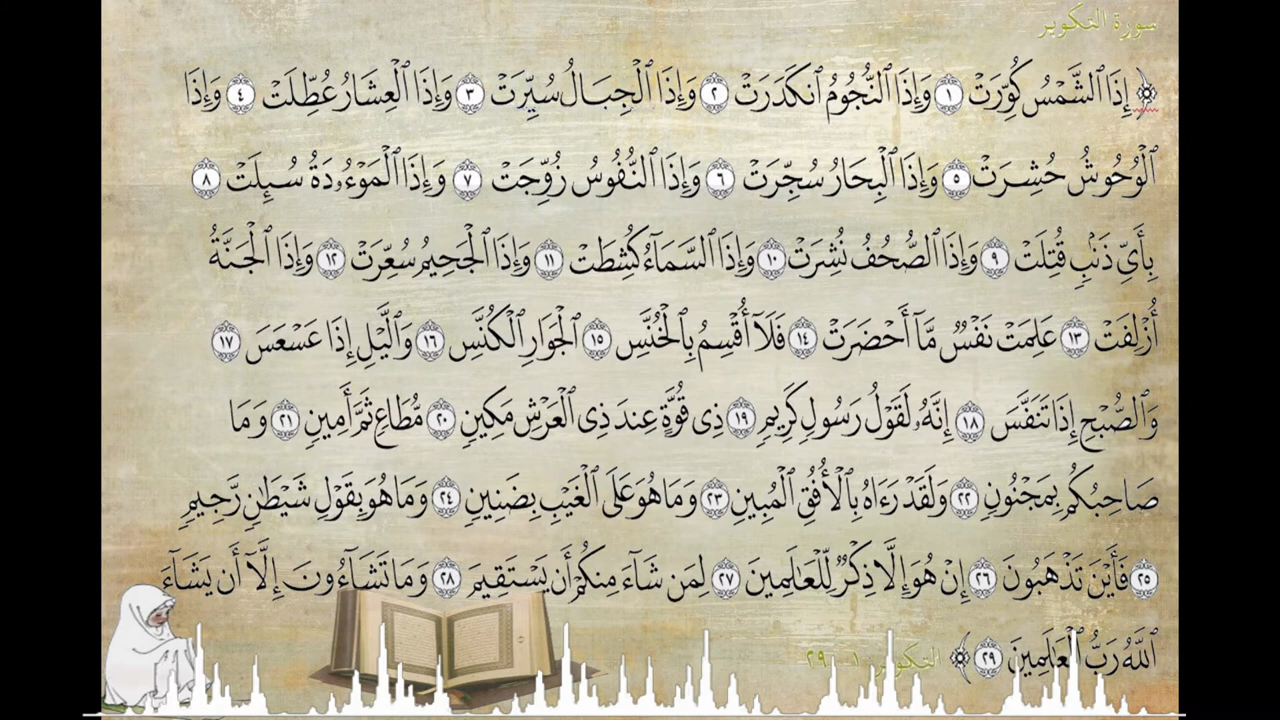 سورة التكوير
﴿ إِذَا ٱلشَّمۡسُ كُوِّرَتۡ ١ وَإِذَا ٱلنُّجُومُ ٱنكَدَرَتۡ ٢ وَإِذَا ٱلۡجِبَالُ سُيِّرَتۡ ٣ وَإِذَا ٱلۡعِشَارُ عُطِّلَتۡ ٤ وَإِذَا
ٱلۡوُحُوشُ حُشِرَتۡ ٥ وَإِذَا ٱلۡبِحَارُ سُجِّرَتۡ ٦ وَإِذَا ٱلنُّفُوسُ زُوِّجَتۡ ٧ وَإِذَا ٱلۡمَوۡءُۥدَةُ سُئِلَتۡ ٨
بِأَيِّ ذَنۢبٖ قُتِلَتۡ ٩ وَإِذَا ٱلصُّحُفُ نُشِرَتۡ ١٠ وَإِذَا ٱلسَّمَآءُ كُشِطَتۡ ١١ وَإِذَا ٱلۡجَحِيمُ سُعِّرَتۡ ١٢ وَإِذَا ٱلۡجَنَّةُ
أُزۡلِفَتۡ ١٣ عَلِمَتۡ نَفۡسٞ مَّآ أَحۡضَرَتۡ ١٤ فَلَآ أُقۡسِمُ بِٱلۡخُنَّسِ ١٥ ٱلۡجَوَارِ ٱلۡكُنَّسِ ١٦ وَٱلَّيۡلِ إِذَا عَسۡعَسَ ١٧
وَٱلصُّبۡحِ إِذَا تَنَفَّسَ ١٨ إِنَّهُۥ لَقَوۡلُ رَسُولٖ كَرِيمٖ ١٩ ذِي قُوَّةٍ عِندَ ذِي ٱلۡعَرۡشِ مَكِينٖ ٢٠ مُّطَاعٖ ثَمَّ أَمِينٖ ٢١ وَمَا
صَاحِبُكُم بِمَجۡنُونٖ ٢٢ وَلَقَدۡ رَءَاهُ بِٱلۡأُفُقِ ٱلۡمُبِينِ ٢٣ وَمَا هُوَ عَلَى ٱلۡغَيۡبِ بِضَنِينٖ ٢٤ وَمَا هُوَ بِقَوۡلِ شَيۡطَٰنٖ رَّجِيمٖ
٢٥ فَأَيۡنَ تَذۡهَبُونَ ٢٦ إِنۡ هُوَ إِلَّا ذِكۡرٞ لِّلۡعَٰلَمِينَ ٢٧ لِمَن شَآءَ مِنكُمۡ أَن يَسۡتَقِيمَ ٢٨ وَمَا تَشَآءُونَ إِلَّآ أَن يَشَآءَ
ٱللَّهُ رَبُّ ٱلۡعَٰلَمِينَ ٢٩ ﴾ التكوير ١ - ٢٩